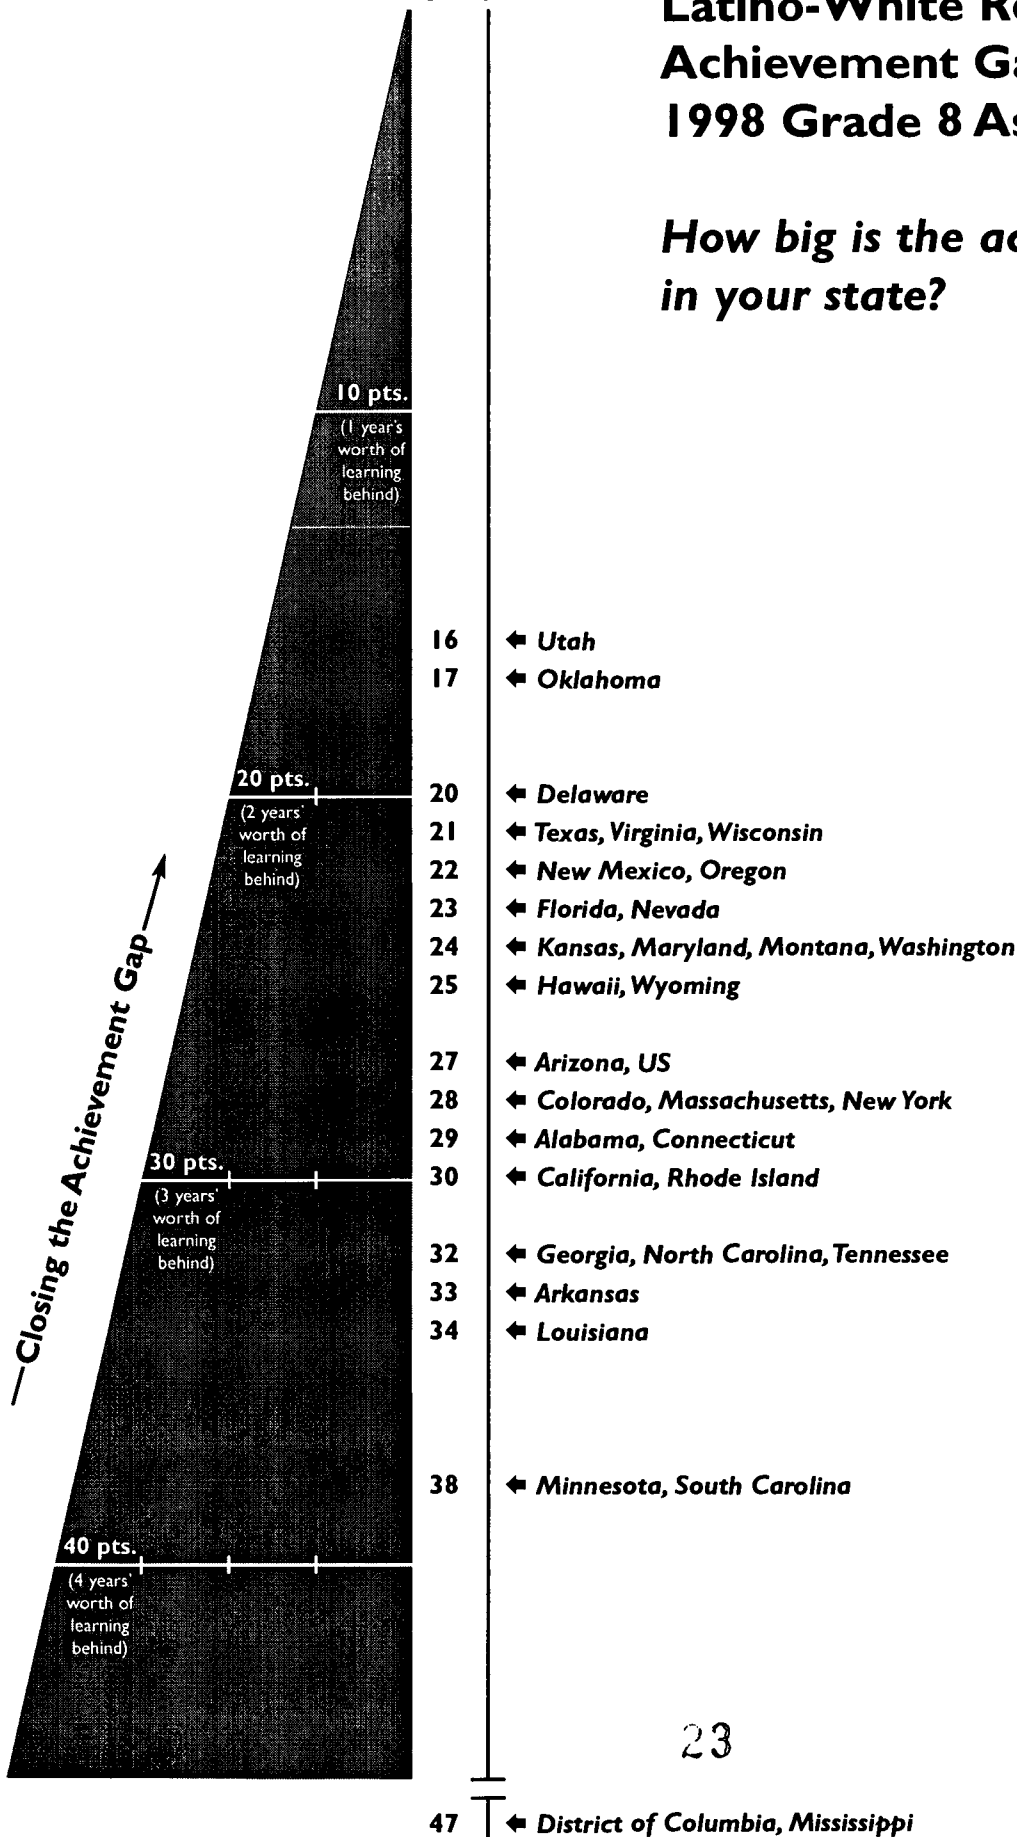 Latino-White
Achievement
1998 Grade 8
How big is the
in your state?
10 pts.
(1 year's
worth of
learning
behind)
16 Utah
17 Oklahoma
20 pts.
(2 years'
worth of
learning
behind)
20 Delaware
21 Texas, Virginia, Wisconsin
22 New Mexico, Oregon
23 Florida, Nevada
24 Kansas, Maryland, Montana, Washington
25 Hawaii, Wyoming
27 Arizona, US
28 Colorado, Massachusetts, New York
29 Alabama, Connecticut
30 pts.
(3 years'
worth of
learning
behind)
30 California, Rhode Island
32 Georgia, North Carolina, Tennessee
33 Arkansas
34 Louisiana
Closing the Achievement Gap
38 Minnesota, South Carolina
40 pts.
(4 years'
worth of
learning
behind)
23
47 District of Columbia, Mississippi